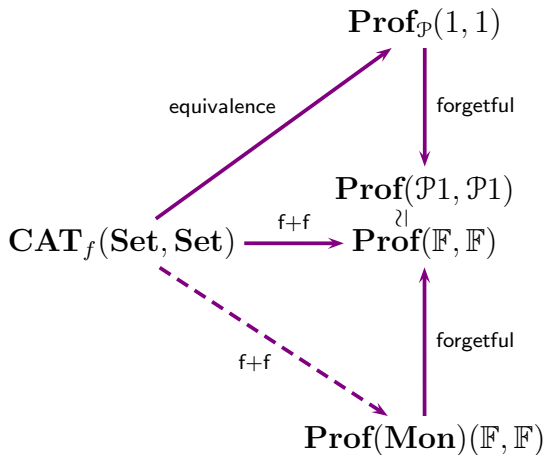 Prof_𝒫(1, 1)
equivalence
forgetful
Prof(𝒫1, 𝒫1)
≀|
CAT_f(Set, Set)
f+f
Prof(𝔽, 𝔽)
f+f
forgetful
Prof(Mon)(𝔽, 𝔽)